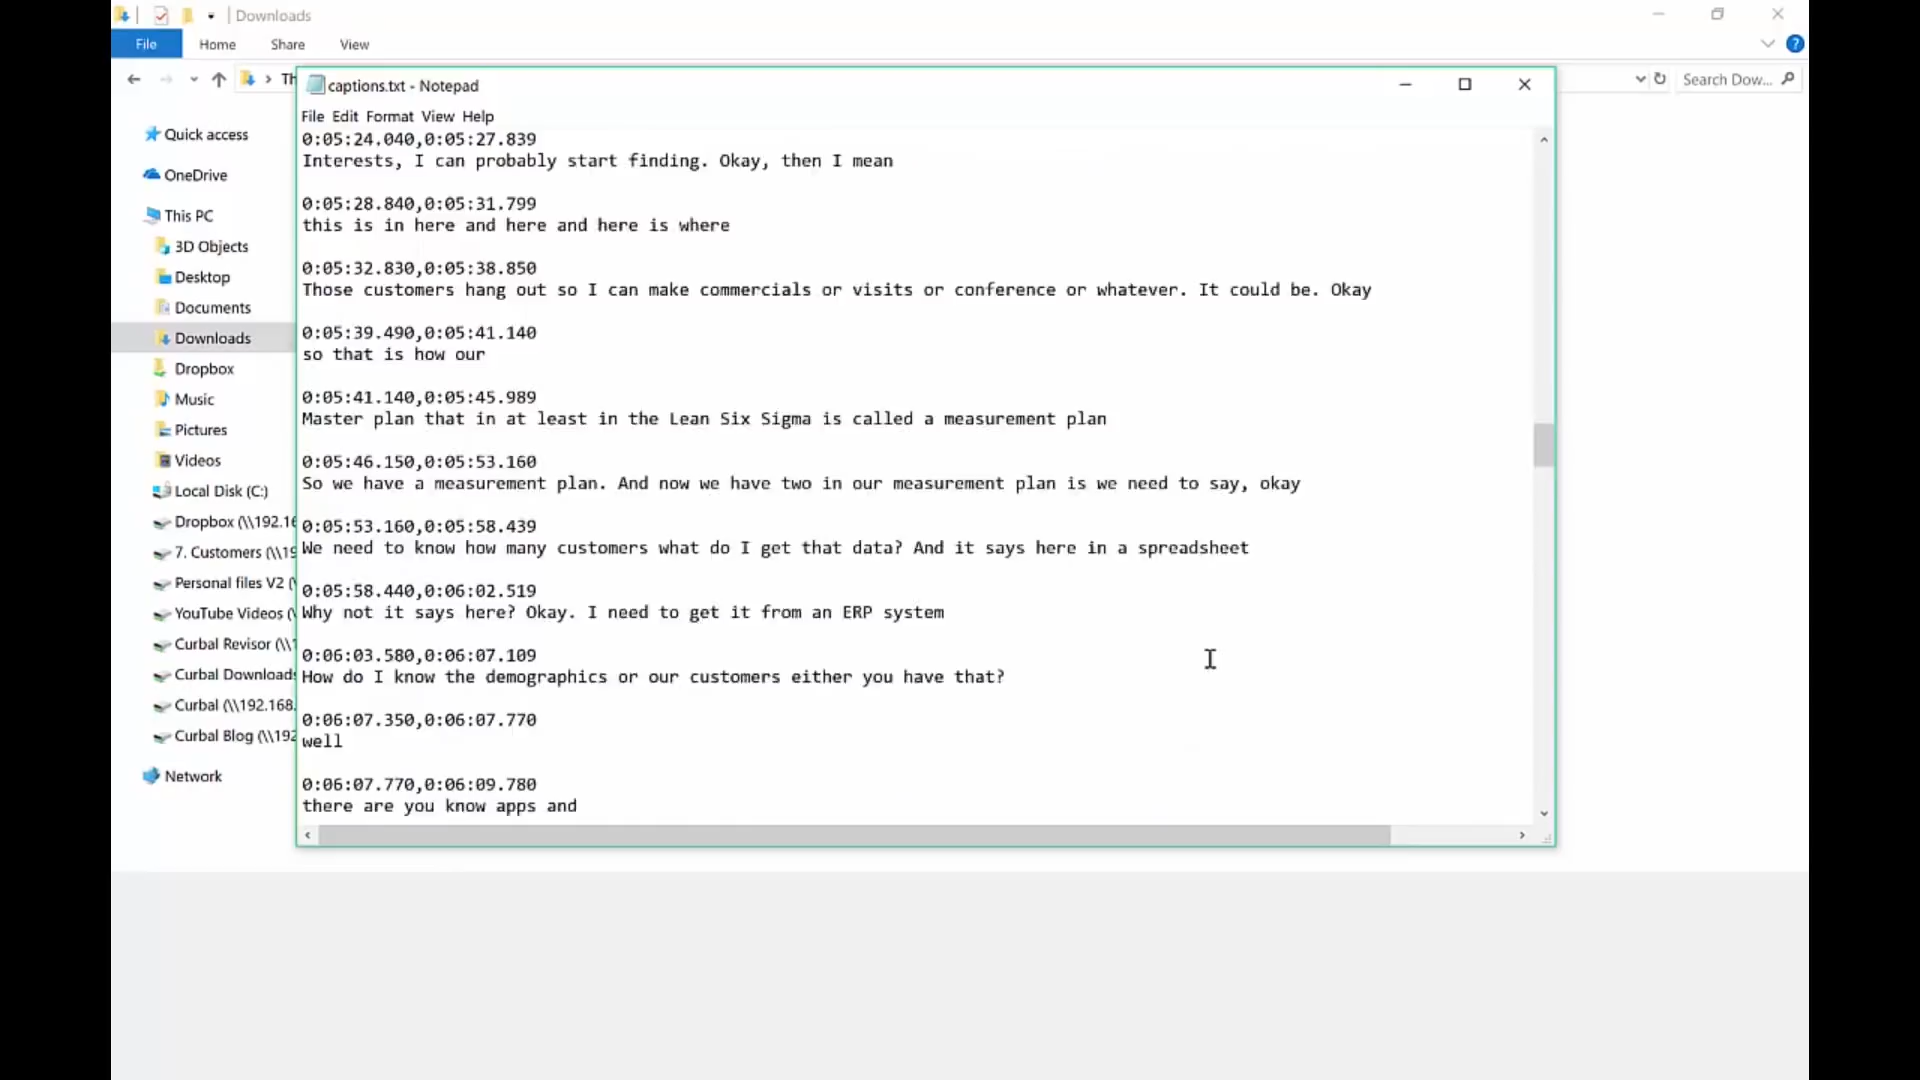 Downloads
File Home Share View
Th
Search Dow...
captions.txt - Notepad
File Edit Format View Help
Quick access
OneDrive
This PC
3D Objects
Desktop
Documents
Downloads
Dropbox
Music
Pictures
Videos
Local Disk (C:)
Dropbox (\\192.16
7. Customers (\\19
Personal files V2 (\
YouTube Videos (\
Curbal Revisor (\\1
Curbal Downloads
Curbal (\\192.168.
Curbal Blog (\\192
Network
0:05:24.040,0:05:27.839
Interests, I can probably start finding. Okay, then I mean
0:05:28.840,0:05:31.799
this is in here and here and here is where
0:05:32.830,0:05:38.850
Those customers hang out so I can make commercials or visits or conference or whatever. It could be. Okay
0:05:39.490,0:05:41.140
so that is how our
0:05:41.140,0:05:45.989
Master plan that in at least in the Lean Six Sigma is called a measurement plan
0:05:46.150,0:05:53.160
So we have a measurement plan. And now we have two in our measurement plan is we need to say, okay
0:05:53.160,0:05:58.439
We need to know how many customers what do I get that data? And it says here in a spreadsheet
0:05:58.440,0:06:02.519
Why not it says here? Okay. I need to get it from an ERP system
0:06:03.580,0:06:07.109
How do I know the demographics or our customers either you have that?
0:06:07.350,0:06:07.770
well
0:06:07.770,0:06:09.780
there are you know apps and